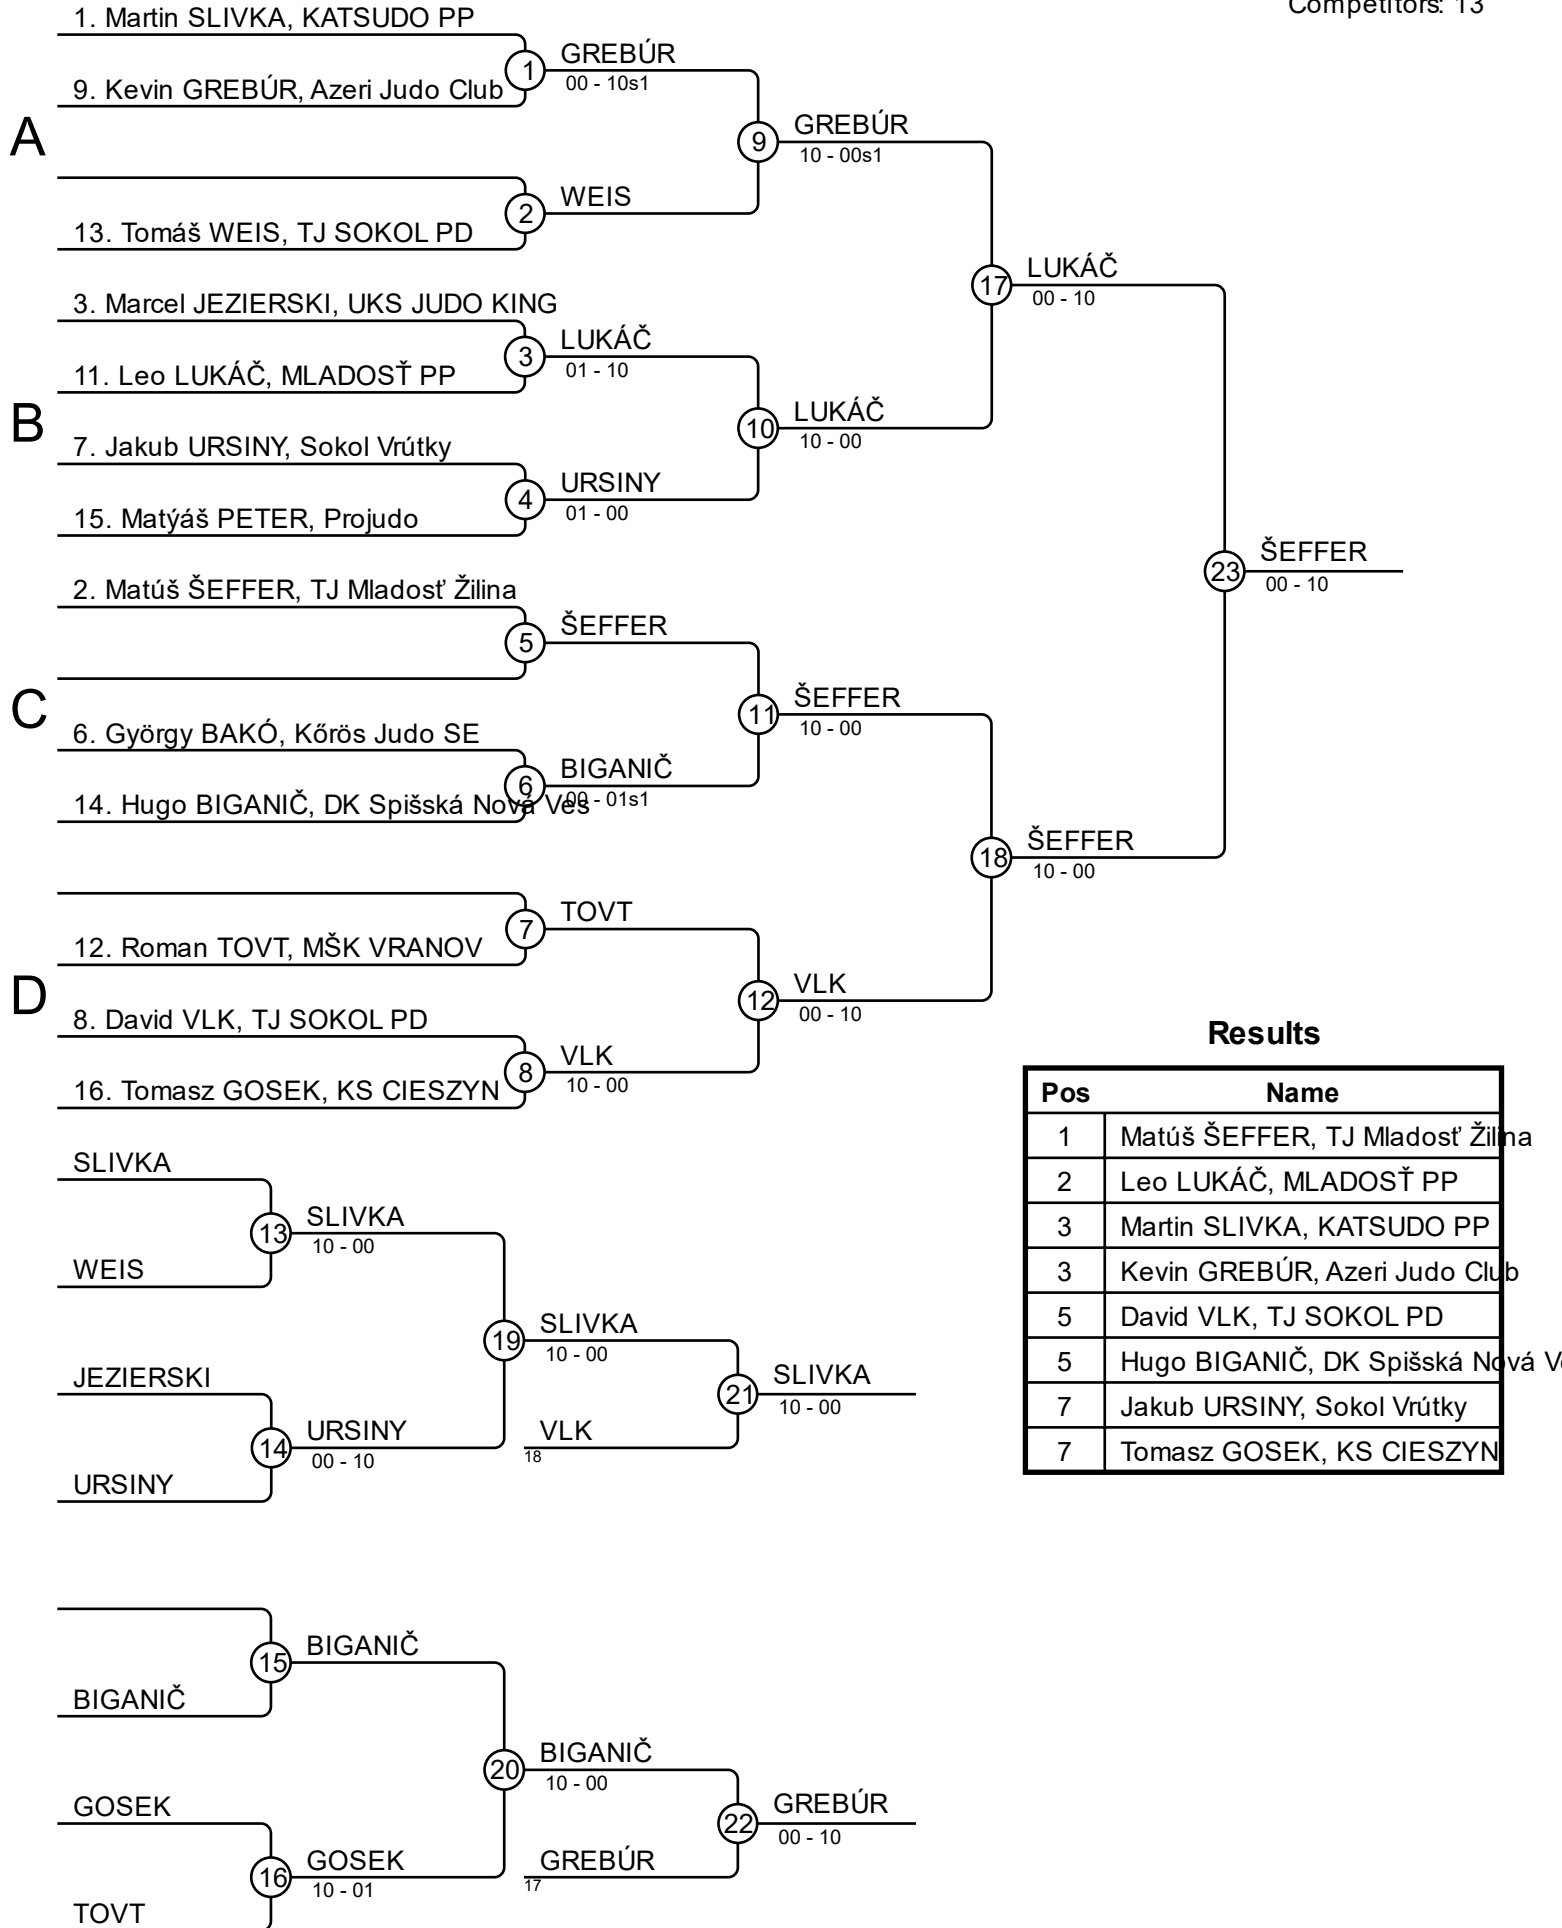 Competitors: 13
1. Martin SLIVKA, KATSUDO PP
1
GREBÚR
00 - 10s1
9. Kevin GREBÚR, Azeri Judo Club
A
9
GREBÚR
10 - 00s1
2
WEIS
13. Tomáš WEIS, TJ SOKOL PD
17
LUKÁČ
00 - 10
3. Marcel JEZIERSKI, UKS JUDO KING
3
LUKÁČ
01 - 10
11. Leo LUKÁČ, MLADOSŤ PP
B
10
LUKÁČ
10 - 00
7. Jakub URSINY, Sokol Vrútky
4
URSINY
01 - 00
15. Matýáš PETER, Projudo
23
ŠEFFER
00 - 10
2. Matúš ŠEFFER, TJ Mladosť Žilina
5
ŠEFFER
C
11
ŠEFFER
10 - 00
6. György BAKÓ, Kőrös Judo SE
6
BIGANIČ
00 - 01s1
14. Hugo BIGANIČ, DK Spišská Nová Ves
18
ŠEFFER
10 - 00
7
TOVT
12. Roman TOVT, MŠK VRANOV
D
12
VLK
00 - 10
8. David VLK, TJ SOKOL PD
8
VLK
10 - 00
16. Tomasz GOSEK, KS CIESZYN
Results
Pos Name
1 Matúš ŠEFFER, TJ Mladosť Žilina
2 Leo LUKÁČ, MLADOSŤ PP
3 Martin SLIVKA, KATSUDO PP
3 Kevin GREBÚR, Azeri Judo Club
5 David VLK, TJ SOKOL PD
5 Hugo BIGANIČ, DK Spišská Nová
7 Jakub URSINY, Sokol Vrútky
7 Tomasz GOSEK, KS CIESZYN
SLIVKA
13
SLIVKA
10 - 00
WEIS
19
SLIVKA
10 - 00
JEZIERSKI
14
URSINY
00 - 10
URSINY
21
SLIVKA
10 - 00
VLK
18
15
BIGANIČ
BIGANIČ
20
BIGANIČ
10 - 00
GOSEK
16
GOSEK
10 - 01
TOVT
22
GREBÚR
00 - 10
GREBÚR
17